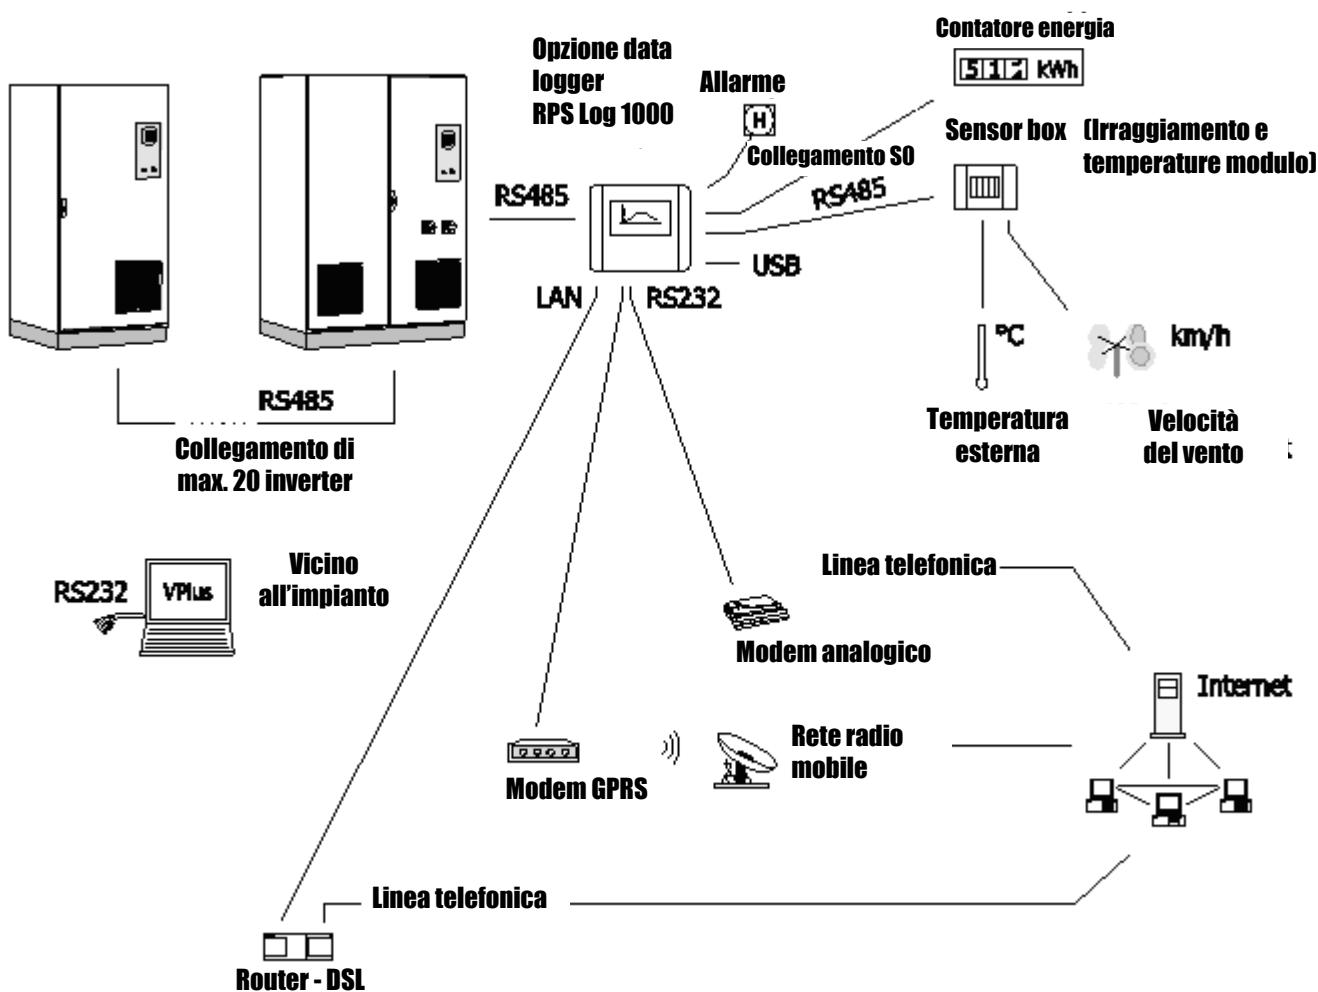 Contatore energia
kWh
Opzione data
logger
RPS Log 1000
Allarme
H
Collegamento S0
Sensor box
(Irraggiamento e
temperature modulo)
RS485
RS485
USB
LAN
RS232
°C
km/h
RS485
Collegamento di
max. 20 inverter
Temperatura
esterna
Velocità
del vento
RS232
VPlus
Vicino
all'impianto
Linea telefonica
Modem analogico
Internet
Rete radio
mobile
Modem GPRS
Linea telefonica
Router - DSL